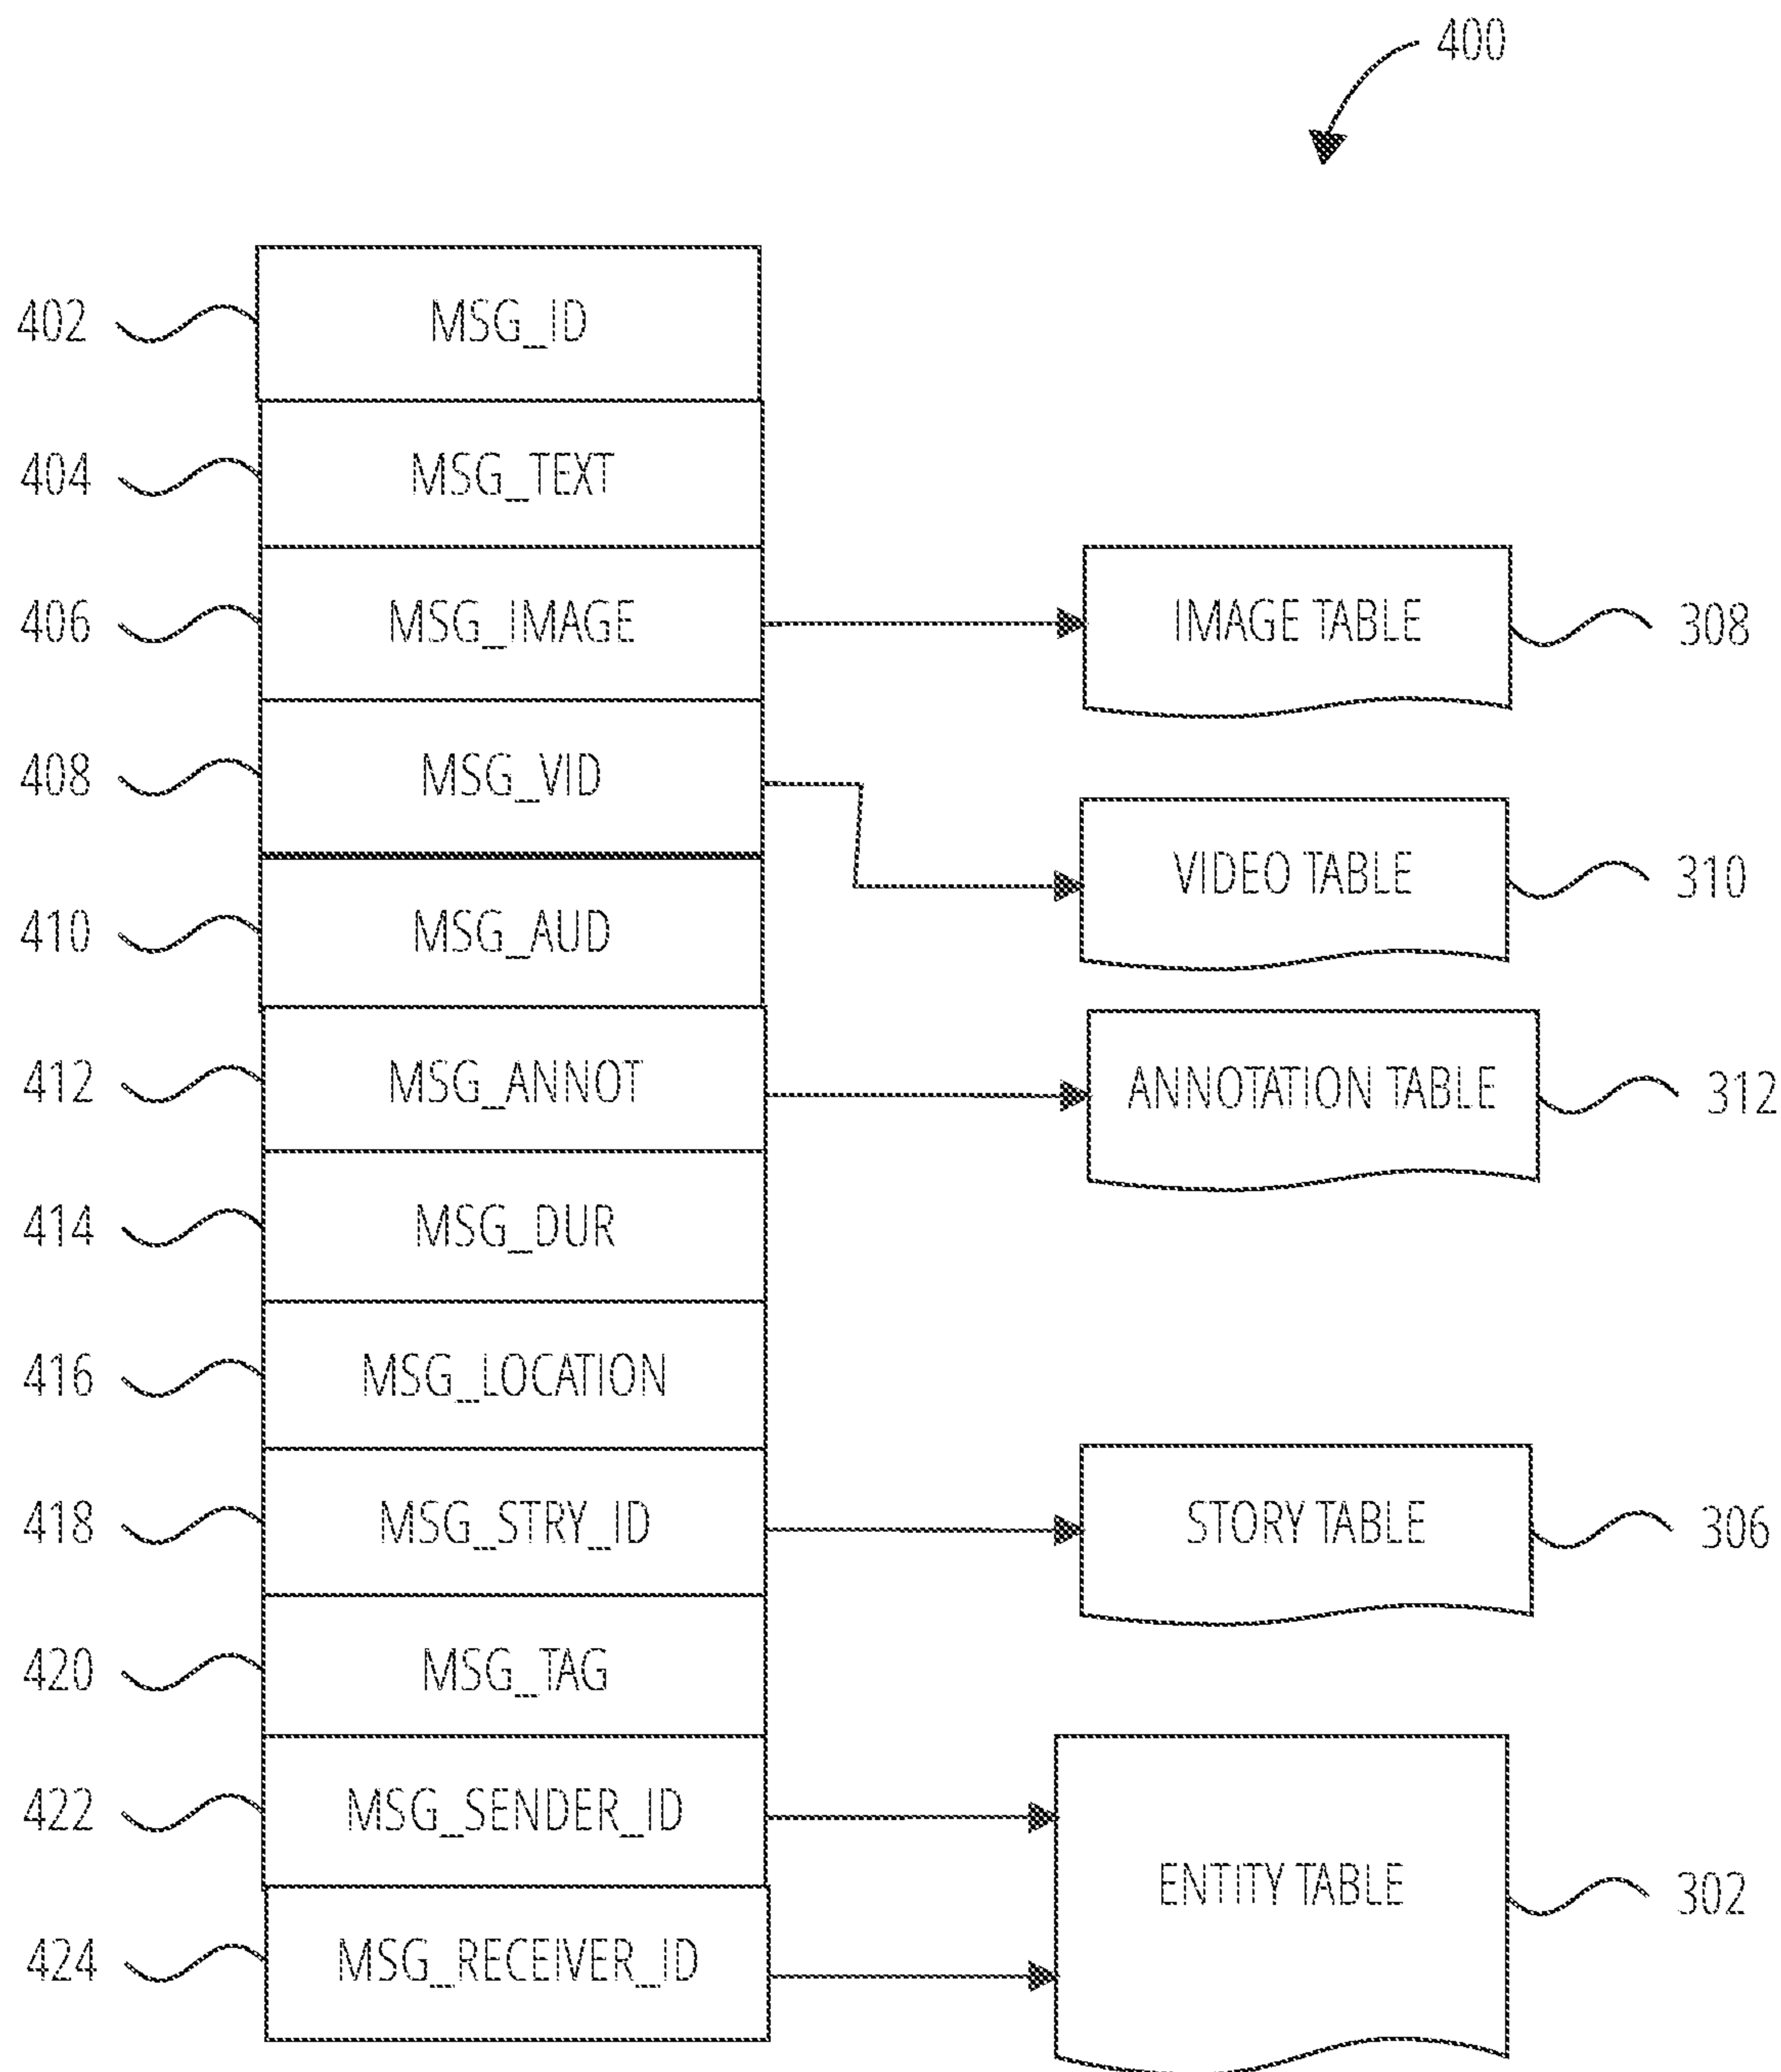 400
402 MSG_ID
404 MSG_TEXT
406 MSG_IMAGE IMAGE TABLE 308
408 MSG_VID VIDEO TABLE 310
410 MSG_AUD
412 MSG_ANNOT ANNOTATION TABLE 312
414 MSG_DUR
416 MSG_LOCATION
418 MSG_STRY_ID STORY TABLE 306
420 MSG_TAG
422 MSG_SENDER_ID
ENTITY TABLE 302
424 MSG_RECEIVER_ID